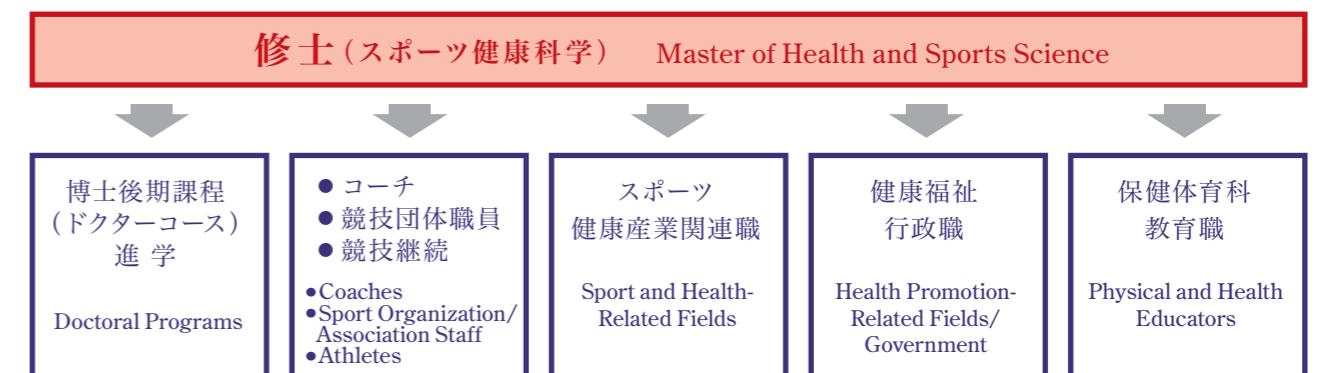 修士(スポーツ健康科学) Master of Health and Sports Science
博士後期課程
(ドクターコース)
進 学
Doctoral Programs
● コーチ
● 競技団体職員
● 競技継続
●Coaches
●Sport Organization/
Association Staff
●Athletes
スポーツ
健康産業関連職
Sport and Health-
Related Fields
健康福祉
行政職
Health Promotion-
Related Fields/
Government
保健体育科
教育職
Physical and Health
Educators